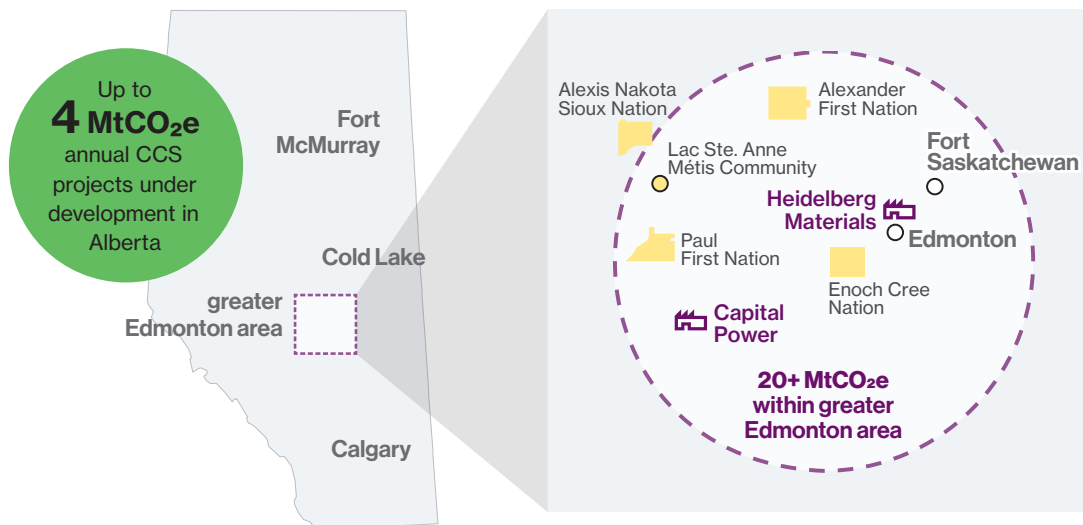 Up to
4 MtCO₂e
annual CCS
projects under
development in
Alberta
Fort
McMurray
Cold Lake
greater
Edmonton area
Calgary
Alexis Nakota
Sioux Nation
Alexander
First Nation
Lac Ste. Anne
Métis Community
Fort
Saskatchewan
Heidelberg
Materials
Edmonton
Paul
First Nation
Enoch Cree
Nation
Capital
Power
20+ MtCO₂e
within greater
Edmonton area